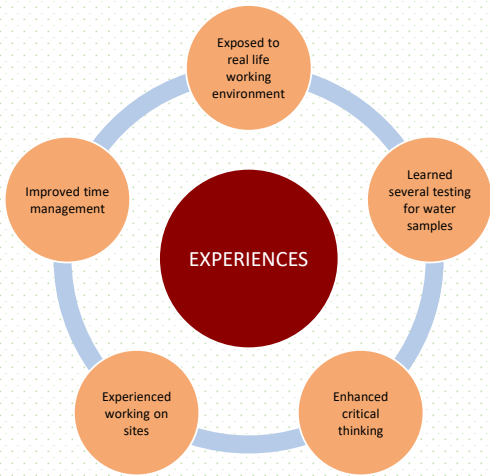 Exposed to
real life
working
environment
Improved time
management
Learned
several testing
for water
samples
EXPERIENCES
Experienced
working on
sites
Enhanced
critical
thinking